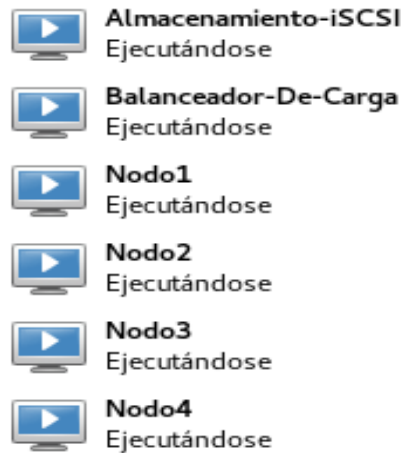 Almacenamiento-iSCSI
Ejecutándose
Balanceador-De-Carga
Ejecutándose
Nodo1
Ejecutándose
Nodo2
Ejecutándose
Nodo3
Ejecutándose
Nodo4
Ejecutándose